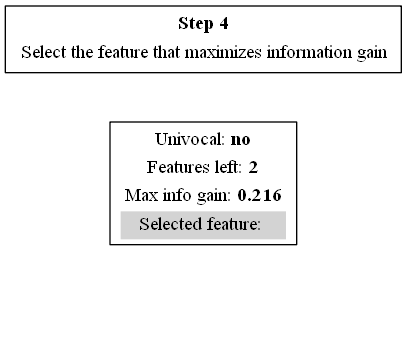 Step 4
Select the feature that maximizes information gain
Univocal: no
Features left: 2
Max info gain: 0.216
Selected feature: